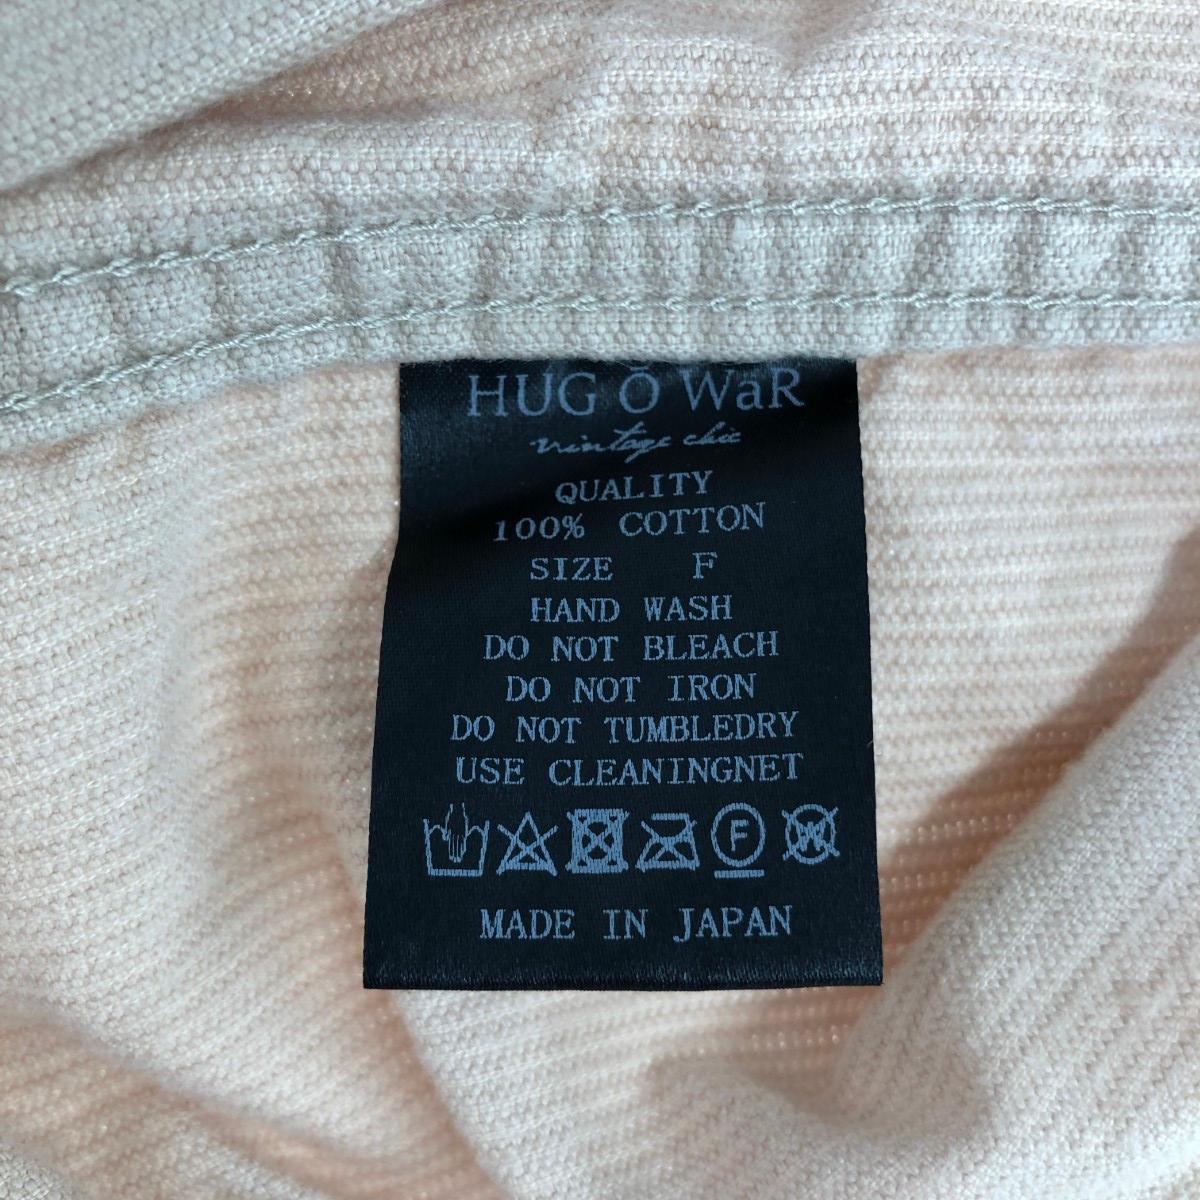 HUG Ō WaR
vintage chic
QUALITY
100% COTTON
SIZE F
HAND WASH
DO NOT BLEACH
DO NOT IRON
DO NOT TUMBLEDRY
USE CLEANINGNET
F W
MADE IN JAPAN